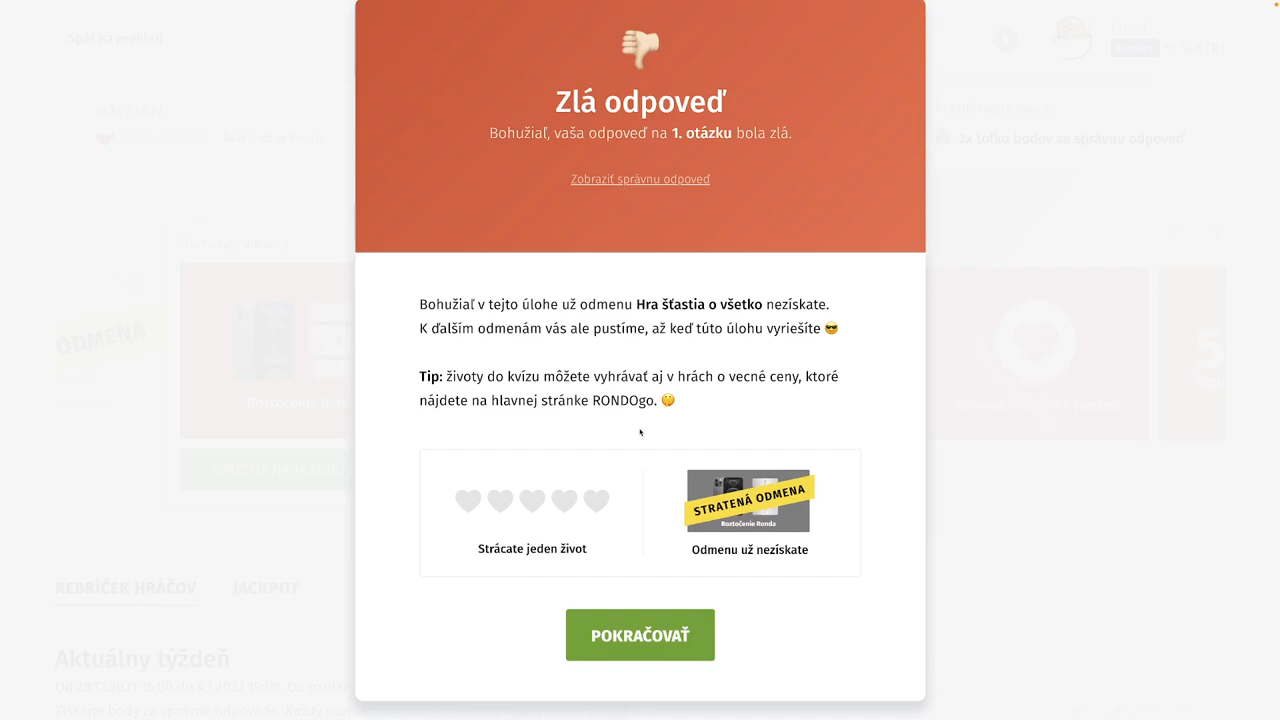 Späť na prehľad
2x toľko bodov za správnu odpoveď
Zlá odpoveď
Bohužiaľ, vaša odpoveď na 1. otázku bola zlá.
Zobraziť správnu odpoveď
ODMENA
Bohužiaľ v tejto úlohe už odmenu Hra šťastia o všetko nezískate.
K ďalším odmenám vás ale pustíme, až keď túto úlohu vyriešite 😎
Tip: životy do kvízu môžete vyhrávať aj v hrách o vecné ceny, ktoré
nájdete na hlavnej stránke RONDOgo. 🤫
STRATENÁ ODMENA
Roztočenie Ronda
Strácate jeden život
Odmenu už nezískate
POKRAČOVAŤ
REBRÍČEK HRÁČOV
JACKPOT
Aktuálny týždeň